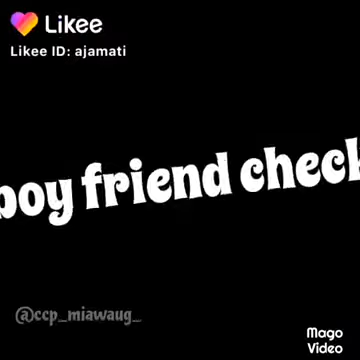 Likee
Likee ID: ajamati
boy friend check
@ccp_miawaug_
Mago
Video